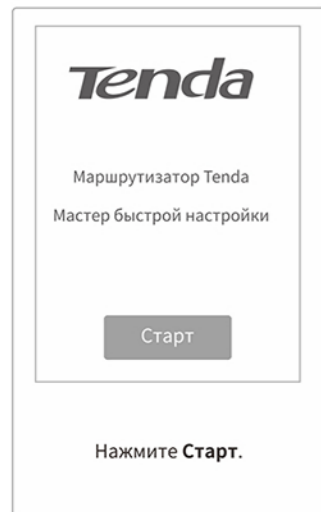 Tenda
Маршрутизатор Tenda
Мастер быстрой настройки
Старт
Нажмите Старт.